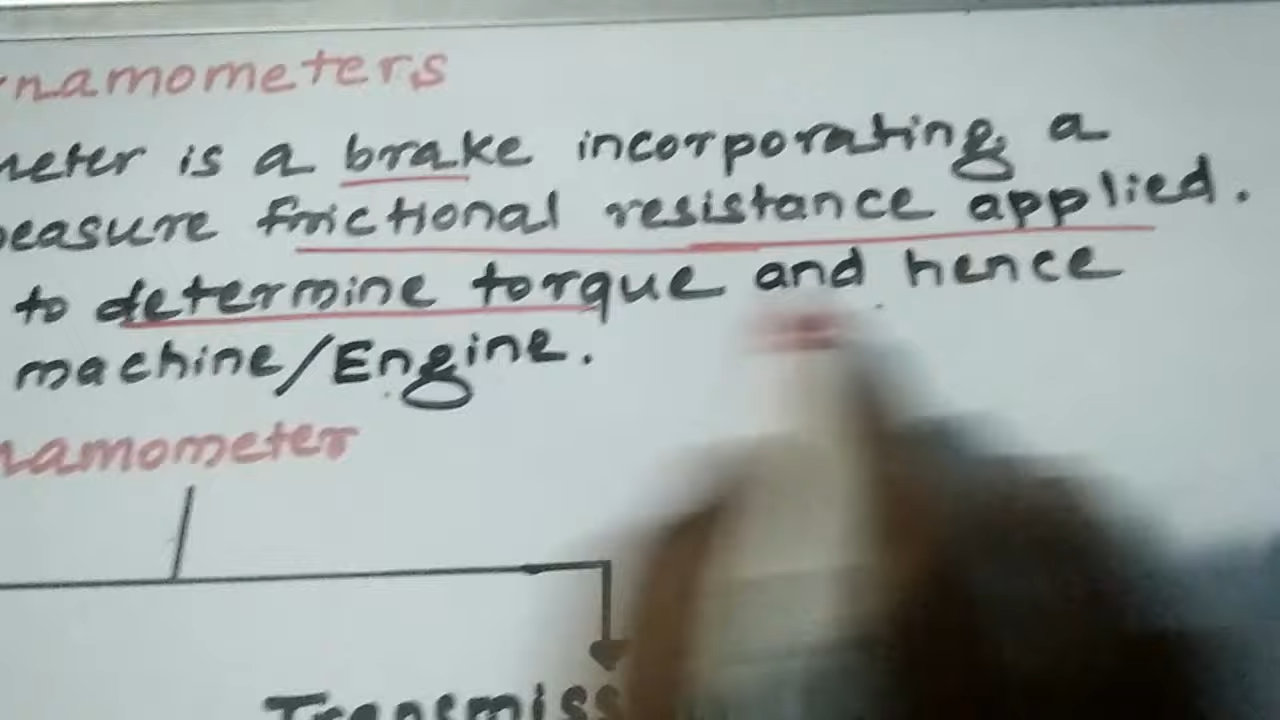 namometers
meter is a brake incorporating a
measure frictional resistance applied.
to determine torque and hence
machine/Engine.
namometer
Transmiss